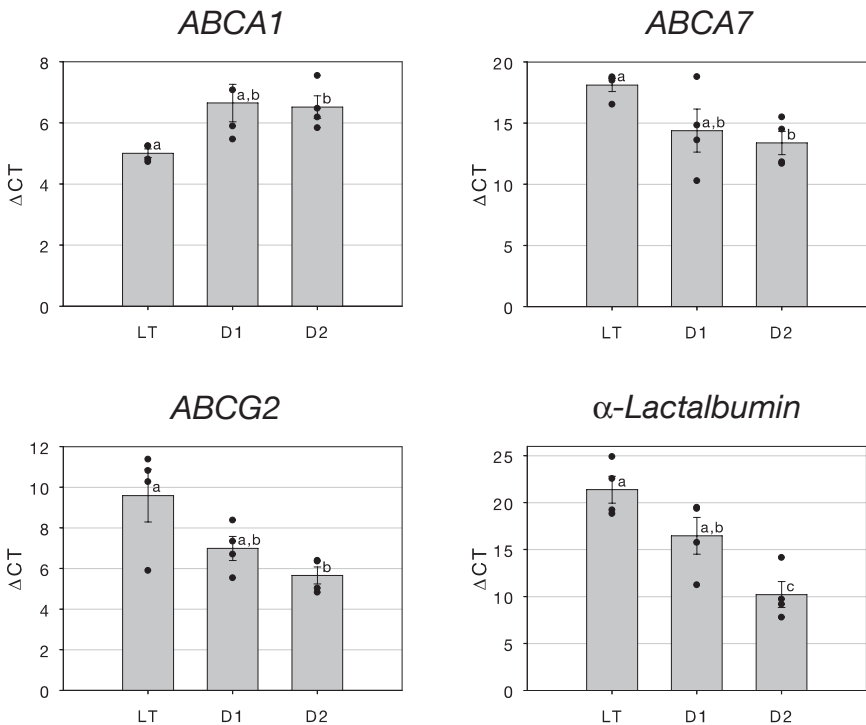 ABCA1
8
6
4
2
0
ΔCT
a
a,b
b
LT D1 D2
ABCA7
20
15
10
5
0
ΔCT
a
a,b
b
LT D1 D2
ABCG2
12
10
8
6
4
2
0
ΔCT
a
a,b
b
LT D1 D2
α-Lactalbumin
25
20
15
10
5
0
ΔCT
a
a,b
c
LT D1 D2